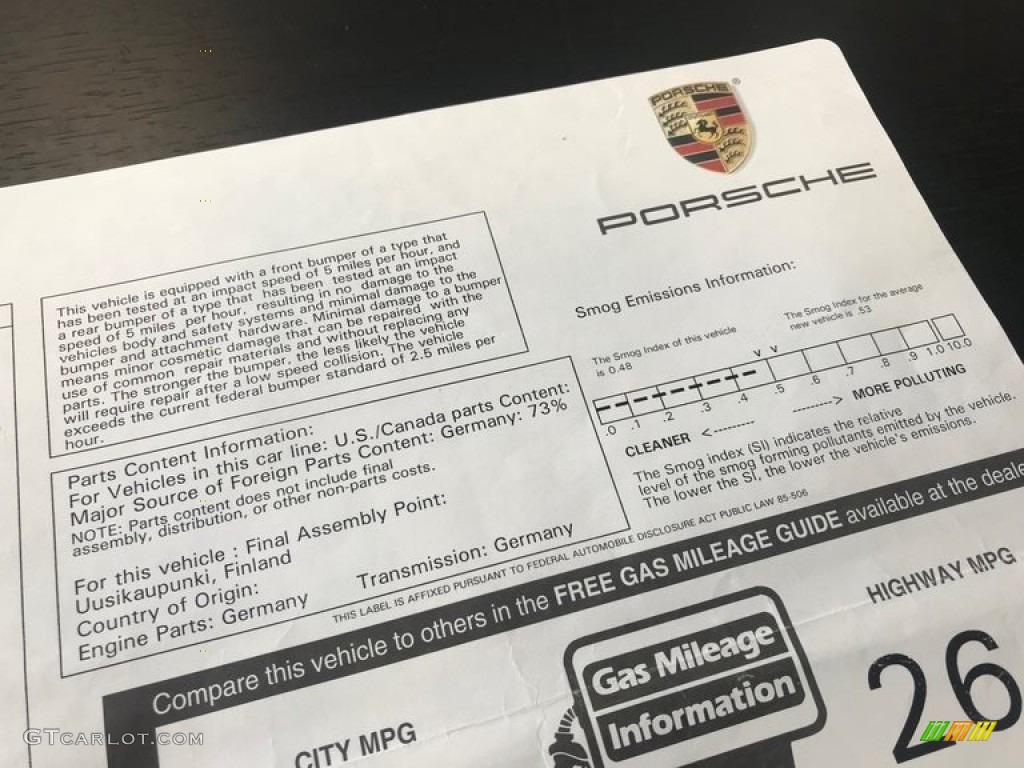 PORSCHE
®
PORSCHE
This vehicle is equipped with a front bumper of a type that
has been tested at an impact speed of 5 miles per hour, and
a rear bumper of a type that has been tested at an impact
speed of 5 miles per hour, resulting in no damage to the
vehicles body and safety systems and minimal damage to the
bumper and attachment hardware. Minimal damage to a bumper
means minor cosmetic damage that can be repaired with the
use of common repair materials and without replacing any
parts. The stronger the bumper, the less likely the vehicle
will require repair after a low speed collision. The vehicle
exceeds the current federal bumper standard of 2.5 miles per
hour.
Smog Emissions Information:
The Smog Index of this vehicle
is 0.48
The Smog Index for the average
new vehicle is .53
v v
.0 .1 .2 .3 .4 .5 .6 .7 .8 .9 1.0 10.0
CLEANER <--------
--------> MORE POLLUTING
The Smog index (SI) indicates the relative
level of the smog forming pollutants emitted by the vehicle.
The lower the SI, the lower the vehicle's emissions.
Parts Content Information:
For Vehicles in this car line: U.S./Canada parts Content:
Major Source of Foreign Parts Content: Germany: 73%
NOTE: Parts content does not include final
assembly, distribution, or other non-parts costs.
For this vehicle : Final Assembly Point:
Uusikaupunki, Finland
Country of Origin:
Engine Parts: Germany
Transmission: Germany
THIS LABEL IS AFFIXED PURSUANT TO FEDERAL AUTOMOBILE DISCLOSURE ACT PUBLIC LAW 85-506
Compare this vehicle to others in the FREE GAS MILEAGE GUIDE available at the deale
CITY MPG
Gas Mileage
Information
HIGHWAY MPG
26
GTCARLOT.COM